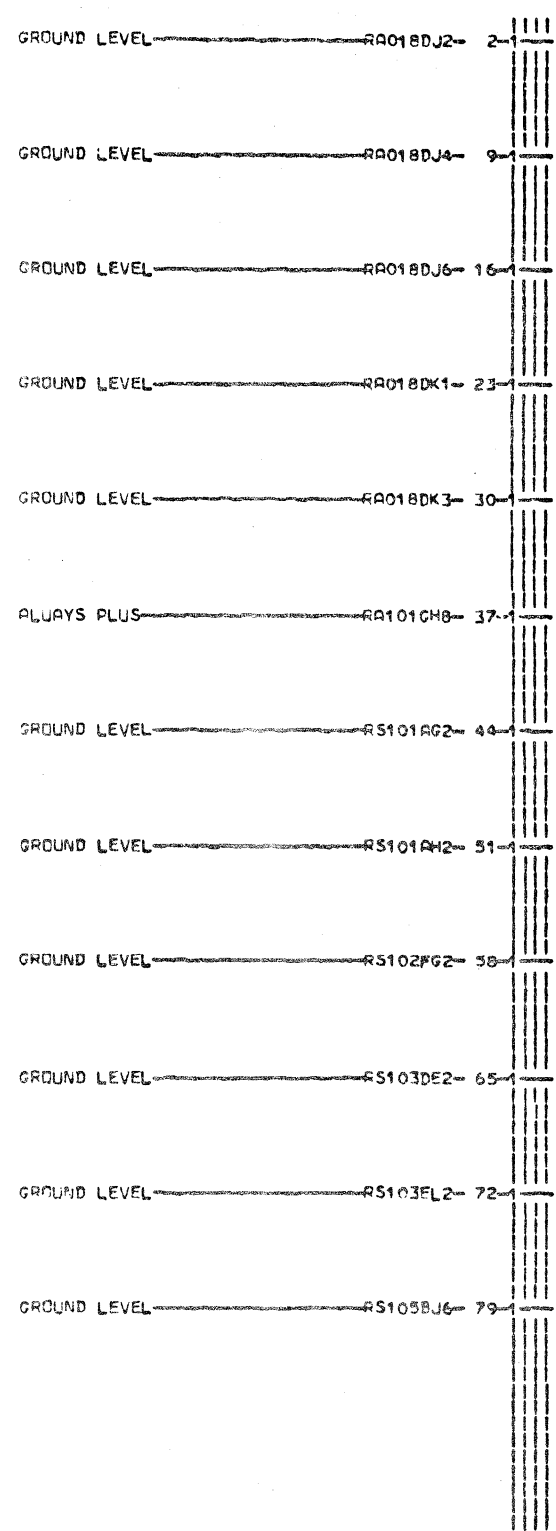 GROUND LEVEL RA018DJ2- 2-1
GROUND LEVEL RA018DJ4- 9-1
GROUND LEVEL RA018DJ6- 16-1
GROUND LEVEL RA018DK1- 23-1
GROUND LEVEL RA018DK3- 30-1
ALWAYS PLUS RA101GH8- 37-1
GROUND LEVEL RS101AG2- 44-1
GROUND LEVEL RS101AH2- 51-1
GROUND LEVEL RS102FG2- 58-1
GROUND LEVEL RS103DE2- 65-1
GROUND LEVEL RS103EL2- 72-1
GROUND LEVEL RS105BJ6- 79-1